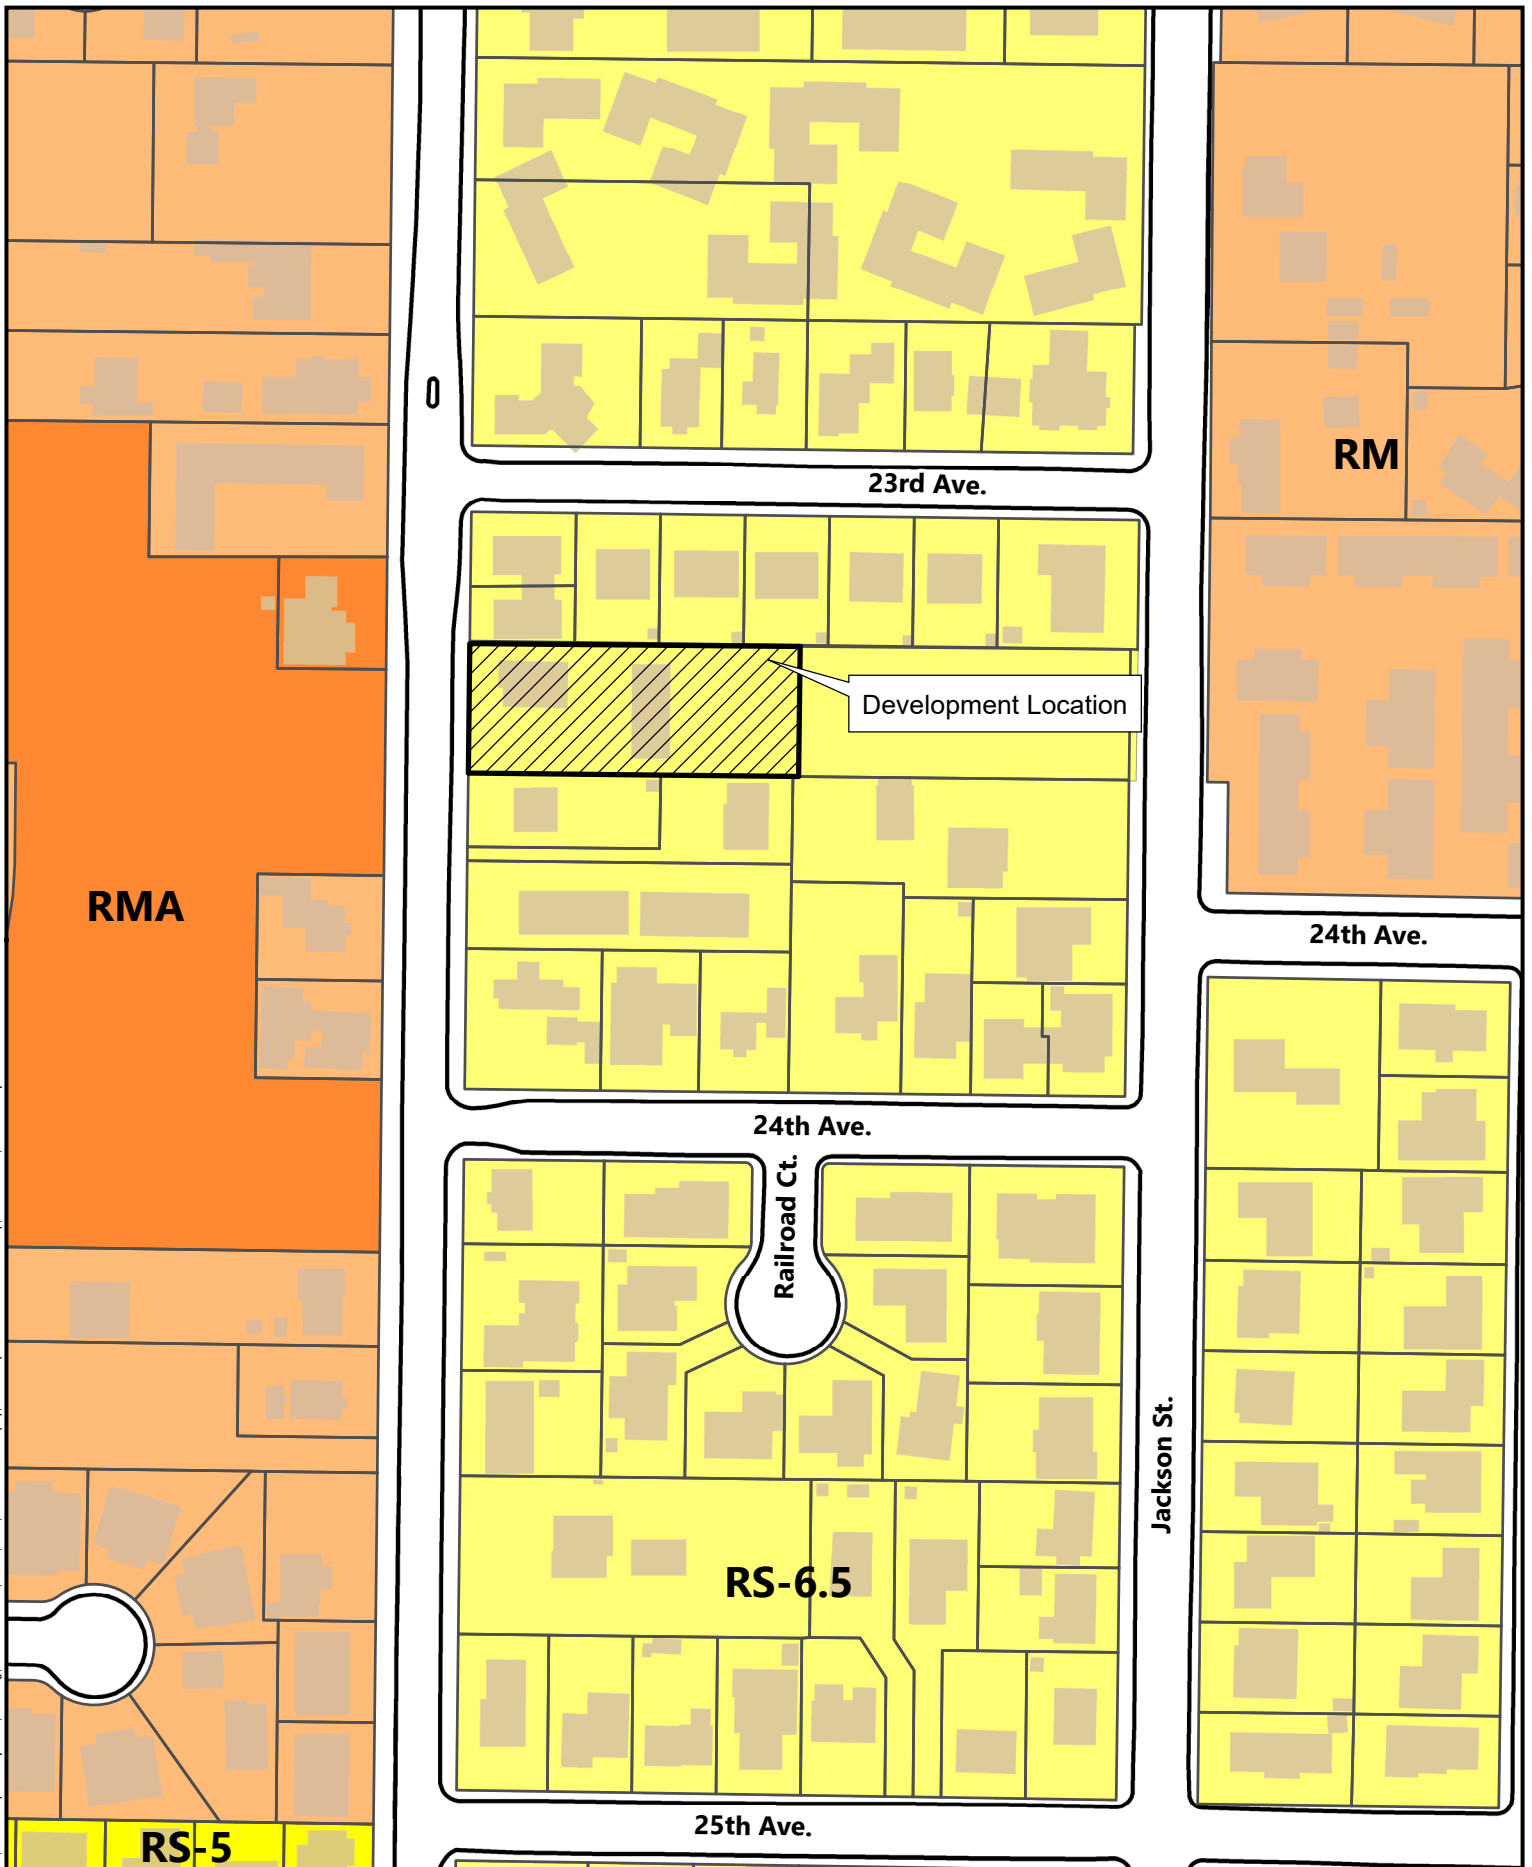 RM
23rd Ave.
Development Location
RMA
24th Ave.
24th Ave.
Railroad Ct.
Jackson St.
RS-6.5
25th Ave.
RS-5